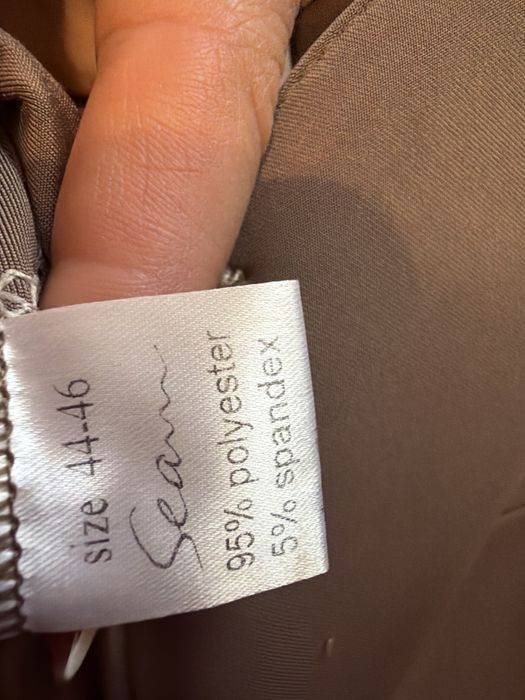 size 44-46
95% polyester
5% spandex